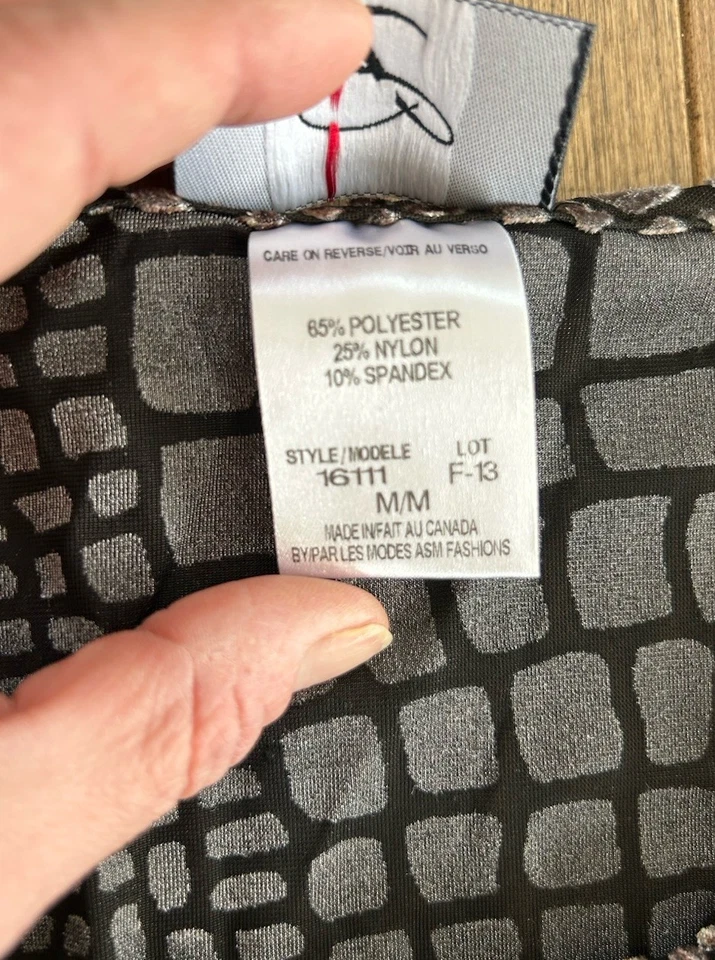 CARE ON REVERSE/VOIR AU VERSO
65% POLYESTER
25% NYLON
10% SPANDEX
STYLE/MODELE LOT
16111 F-13
M/M
MADE IN/FAIT AU CANADA
BY/PAR LES MODES ASM FASHIONS